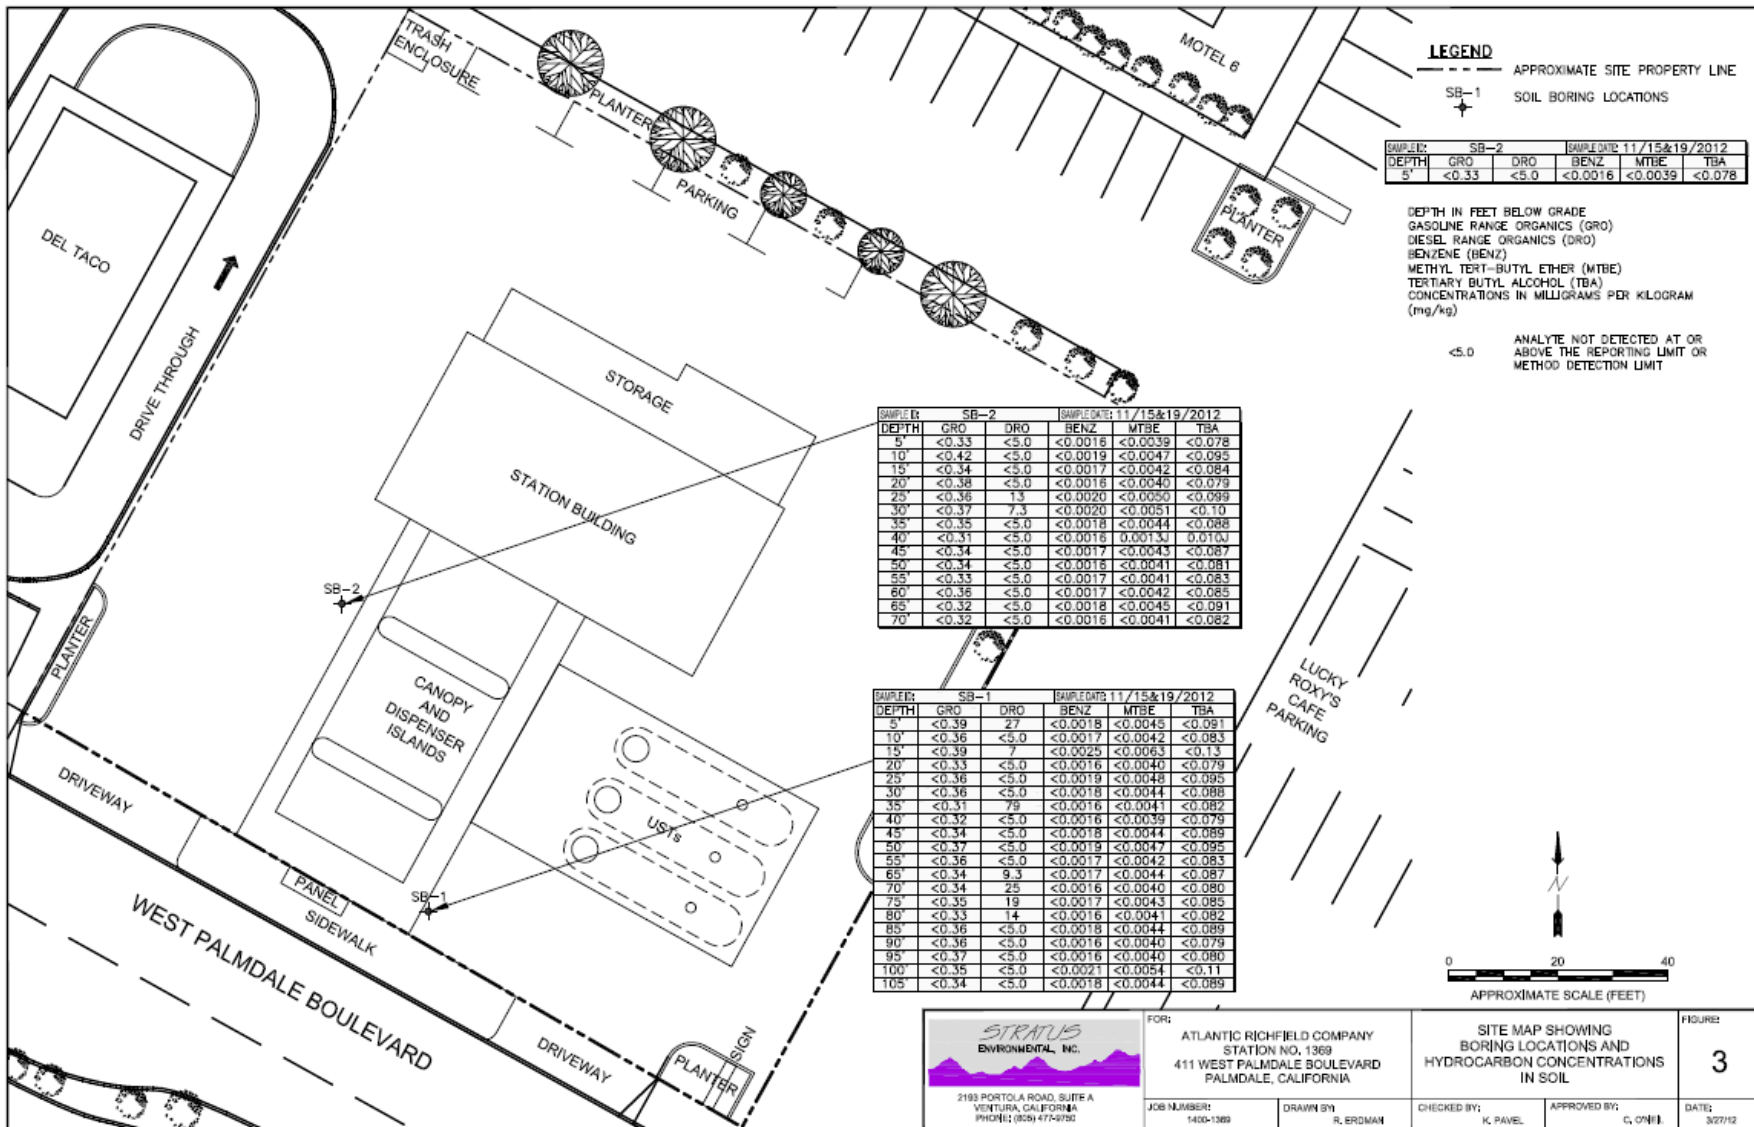 TRASH
ENCLOSURE
PLANTER
PARKING
MOTEL 6
PLANTER
DEL TACO
DRIVE THROUGH
STORAGE
STATION BUILDING
SB-2
PLANTER
CANOPY
AND
DISPENSER
ISLANDS
USTs
DRIVEWAY
PANEL
SB-1
SIDEWALK
WEST PALMDALE BOULEVARD
DRIVEWAY
PLANTER
SIGN
LUCKY
ROXY'S
CAFE
PARKING
LEGEND
APPROXIMATE SITE PROPERTY LINE
SB-1 SOIL BORING LOCATIONS
SAMPLE ID: SB-2 SAMPLE DATE: 11/15&19/2012
DEPTH GRO DRO BENZ MTBE TBA
5' <0.33 <5.0 <0.0016 <0.0039 <0.078
DEPTH IN FEET BELOW GRADE
GASOLINE RANGE ORGANICS (GRO)
DIESEL RANGE ORGANICS (DRO)
BENZENE (BENZ)
METHYL TERT-BUTYL ETHER (MTBE)
TERTIARY BUTYL ALCOHOL (TBA)
CONCENTRATIONS IN MILLIGRAMS PER KILOGRAM
(mg/kg)
<5.0 ANALYTE NOT DETECTED AT OR
ABOVE THE REPORTING LIMIT OR
METHOD DETECTION LIMIT
SAMPLE ID: SB-2 SAMPLE DATE: 11/15&19/2012
DEPTH GRO DRO BENZ MTBE TBA
5' <0.33 <5.0 <0.0016 <0.0039 <0.078
10' <0.42 <5.0 <0.0019 <0.0047 <0.095
15' <0.34 <5.0 <0.0017 <0.0042 <0.084
20' <0.38 <5.0 <0.0016 <0.0040 <0.079
25' <0.36 13 <0.0020 <0.0050 <0.099
30' <0.37 7.3 <0.0020 <0.0051 <0.10
35' <0.35 <5.0 <0.0018 <0.0044 <0.088
40' <0.31 <5.0 <0.0016 0.0013J 0.010J
45' <0.34 <5.0 <0.0017 <0.0043 <0.087
50' <0.34 <5.0 <0.0016 <0.0041 <0.081
55' <0.33 <5.0 <0.0017 <0.0041 <0.083
60' <0.36 <5.0 <0.0017 <0.0042 <0.085
65' <0.32 <5.0 <0.0018 <0.0045 <0.091
70' <0.32 <5.0 <0.0016 <0.0041 <0.082
SAMPLE ID: SB-1 SAMPLE DATE: 11/15&19/2012
DEPTH GRO DRO BENZ MTBE TBA
5' <0.39 27 <0.0018 <0.0045 <0.091
10' <0.36 <5.0 <0.0017 <0.0042 <0.083
15' <0.39 7 <0.0025 <0.0063 <0.13
20' <0.33 <5.0 <0.0016 <0.0040 <0.079
25' <0.36 <5.0 <0.0019 <0.0048 <0.095
30' <0.36 <5.0 <0.0018 <0.0044 <0.088
35' <0.31 79 <0.0016 <0.0041 <0.082
40' <0.32 <5.0 <0.0016 <0.0039 <0.079
45' <0.34 <5.0 <0.0018 <0.0044 <0.089
50' <0.37 <5.0 <0.0019 <0.0047 <0.095
55' <0.36 <5.0 <0.0017 <0.0042 <0.083
65' <0.34 9.3 <0.0017 <0.0044 <0.087
70' <0.34 25 <0.0016 <0.0040 <0.080
75' <0.35 19 <0.0017 <0.0043 <0.085
80' <0.33 14 <0.0016 <0.0041 <0.082
85' <0.36 <5.0 <0.0018 <0.0044 <0.089
90' <0.36 <5.0 <0.0016 <0.0040 <0.079
95' <0.37 <5.0 <0.0016 <0.0040 <0.080
100' <0.35 <5.0 <0.0021 <0.0054 <0.11
105' <0.34 <5.0 <0.0018 <0.0044 <0.089
N
0 20 40
APPROXIMATE SCALE (FEET)
STRATUS
ENVIRONMENTAL, INC.
2193 PORTOLA ROAD, SUITE A
VENTURA, CALIFORNIA
PHONE: (805) 477-9750
FOR:
ATLANTIC RICHFIELD COMPANY
STATION NO. 1369
411 WEST PALMDALE BOULEVARD
PALMDALE, CALIFORNIA
SITE MAP SHOWING
BORING LOCATIONS AND
HYDROCARBON CONCENTRATIONS
IN SOIL
FIGURE:
3
JOB NUMBER:
1400-1369
DRAWN BY:
R. ERDMAN
CHECKED BY:
K. PAVEL
APPROVED BY:
C. O'NEIL
DATE:
3/27/12